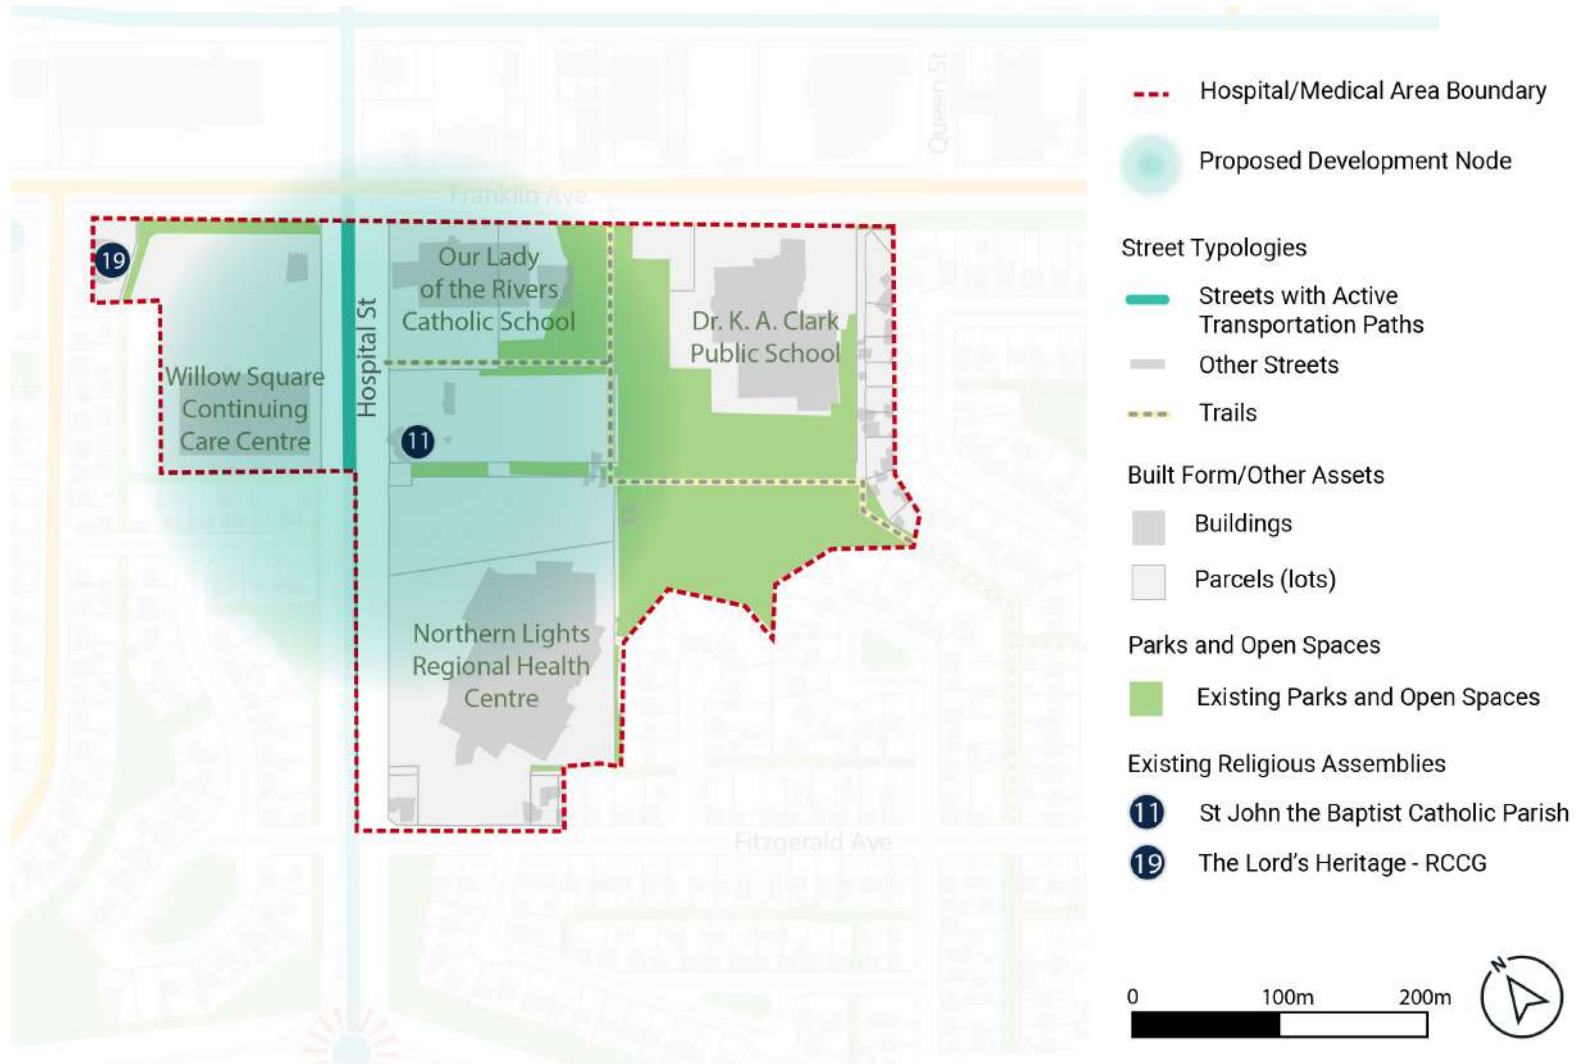 Queen St
Franklin Ave
19
Our Lady
of the Rivers
Catholic School
Hospital St
Dr. K. A. Clark
Public School
Willow Square
Continuing
Care Centre
11
Northern Lights
Regional Health
Centre
Fitzgerald Ave
Hospital/Medical Area Boundary
Proposed Development Node
Street Typologies
Streets with Active
Transportation Paths
Other Streets
Trails
Built Form/Other Assets
Buildings
Parcels (lots)
Parks and Open Spaces
Existing Parks and Open Spaces
Existing Religious Assemblies
11 St John the Baptist Catholic Parish
19 The Lord's Heritage - RCCG
0 100m 200m
N